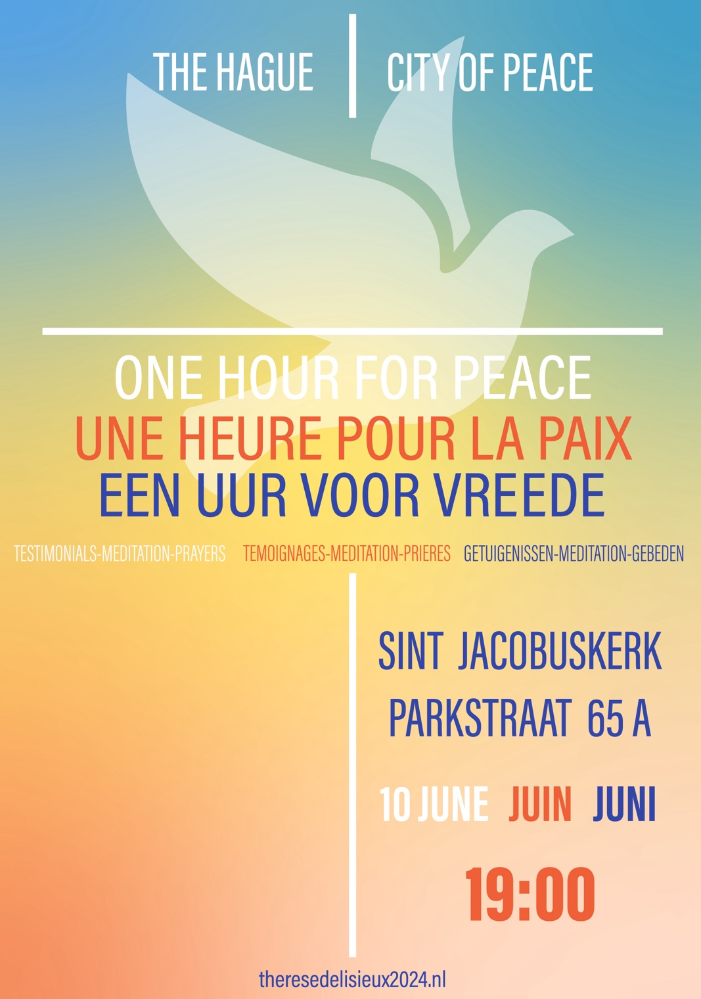 THE HAGUE CITY OF PEACE
ONE HOUR FOR PEACE
UNE HEURE POUR LA PAIX
EEN UUR VOOR VREEDE
TESTIMONIALS-MEDITATION-PRAYERS TEMOIGNAGES-MEDITATION-PRIERES GETUIGENISSEN-MEDITATION-GEBEDEN
SINT JACOBUSKERK
PARKSTRAAT 65 A
10 JUNE JUIN JUNI
19:00
theresedelisieux2024.nl